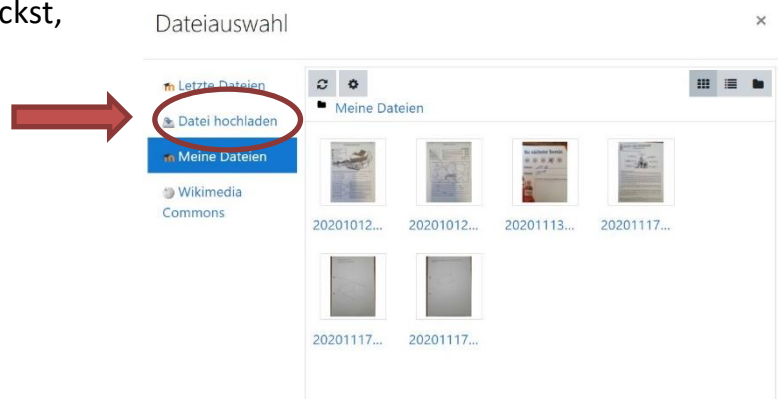 ckst,
Dateiauswahl ×
Letzte Dateien
Datei hochladen
Meine Dateien
Wikimedia
Commons
Meine Dateien
20201012... 20201012... 20201113... 20201117...
20201117... 20201117...